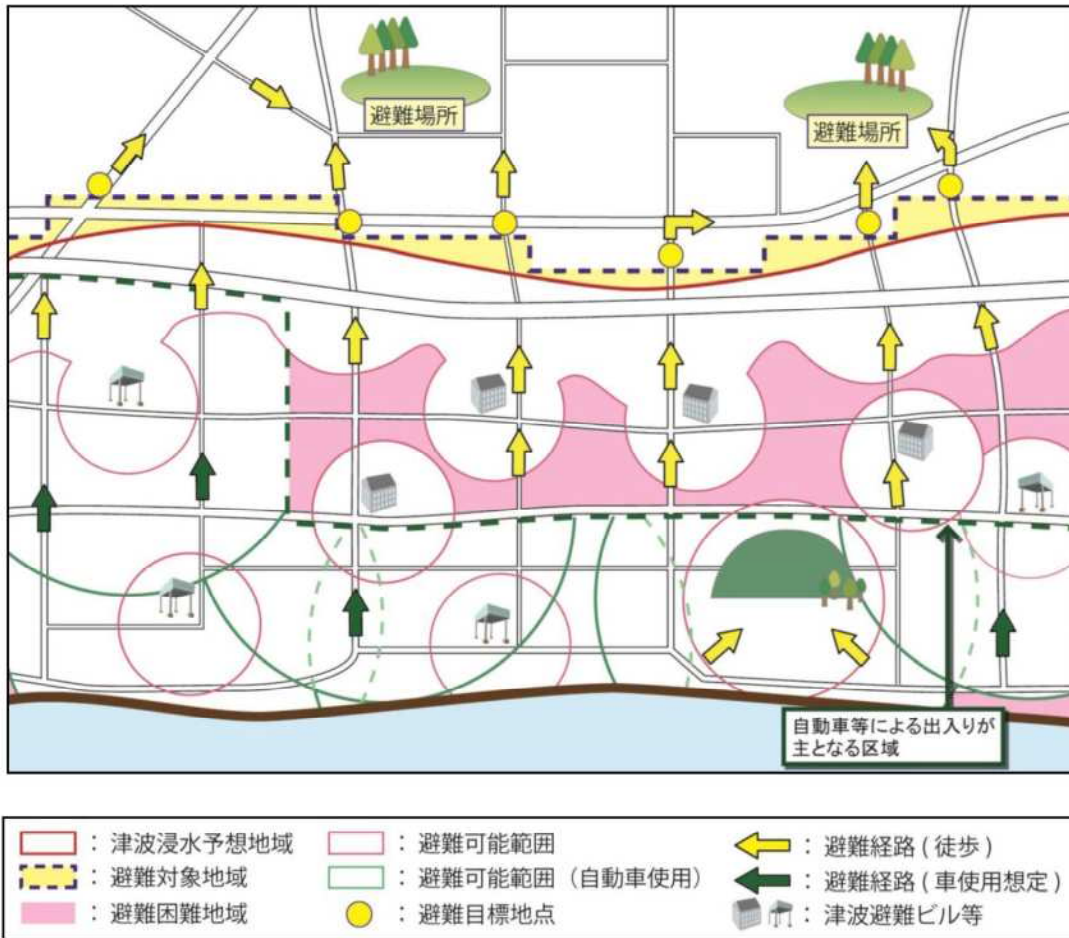 避難場所
避難場所
自動車等による出入りが
主となる区域
：津波浸水予想地域
：避難可能範囲
：避難経路(徒歩)
：避難対象地域
：避難可能範囲（自動車使用）
：避難経路(車使用想定)
：避難困難地域
：避難目標地点
：津波避難ビル等